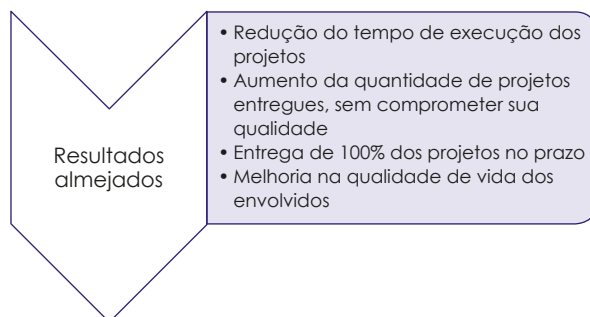 Resultados
almejados
• Redução do tempo de execução dos
projetos
• Aumento da quantidade de projetos
entregues, sem comprometer sua
qualidade
• Entrega de 100% dos projetos no prazo
• Melhoria na qualidade de vida dos
envolvidos